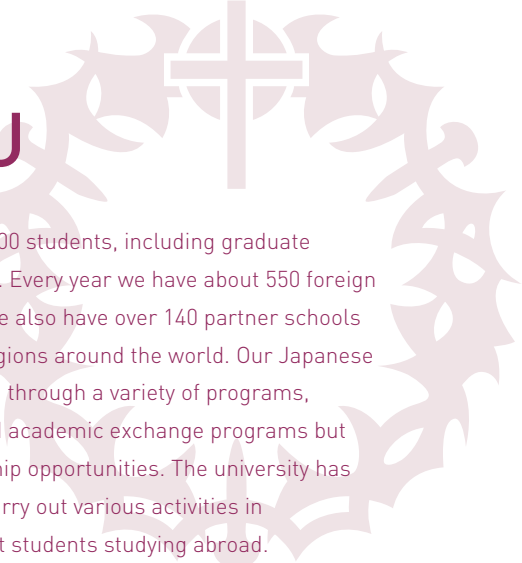 U
00 students, including graduate
. Every year we have about 550 foreign
e also have over 140 partner schools
gions around the world. Our Japanese
through a variety of programs,
academic exchange programs but
hip opportunities. The university has
rry out various activities in
t students studying abroad.